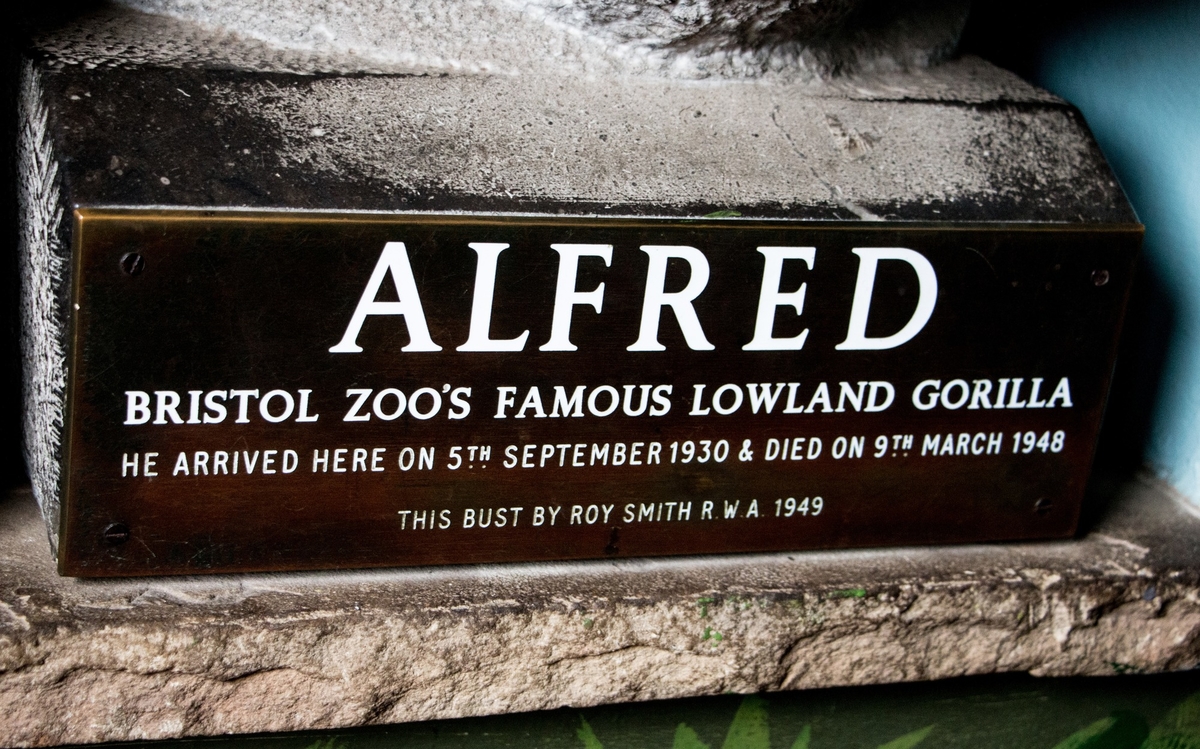 ALFRED
BRISTOL ZOO'S FAMOUS LOWLAND GORILLA
HE ARRIVED HERE ON 5TH SEPTEMBER 1930 & DIED ON 9TH MARCH 1948
THIS BUST BY ROY SMITH R.W.A. 1949